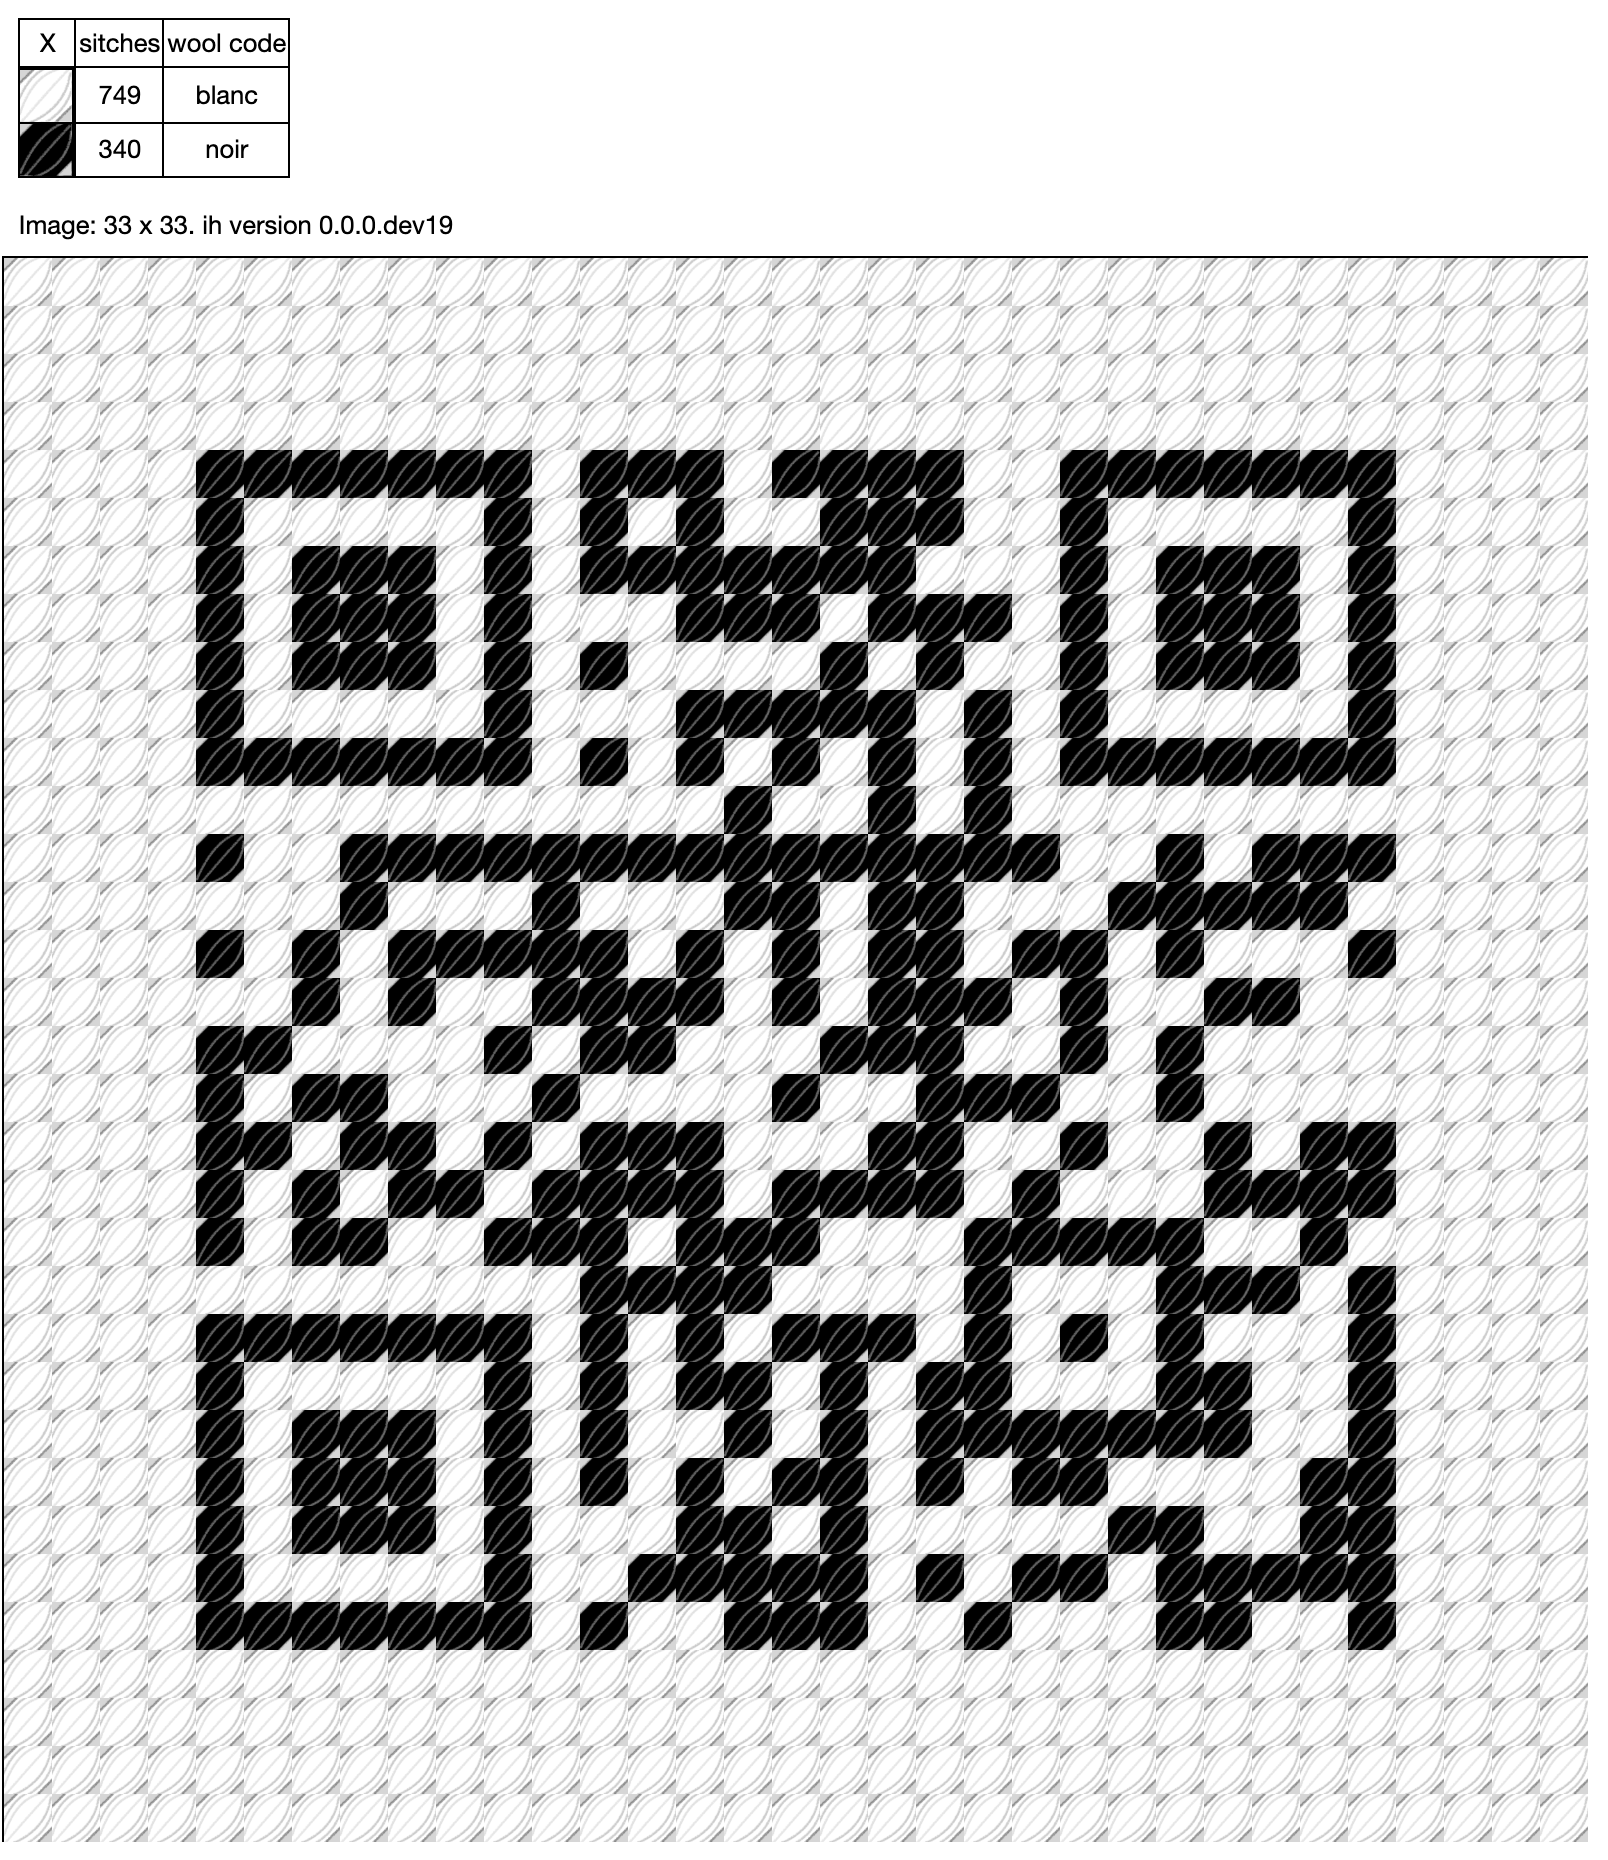 X sitches wool code
749 blanc
340 noir
Image: 33 x 33. ih version 0.0.0.dev19